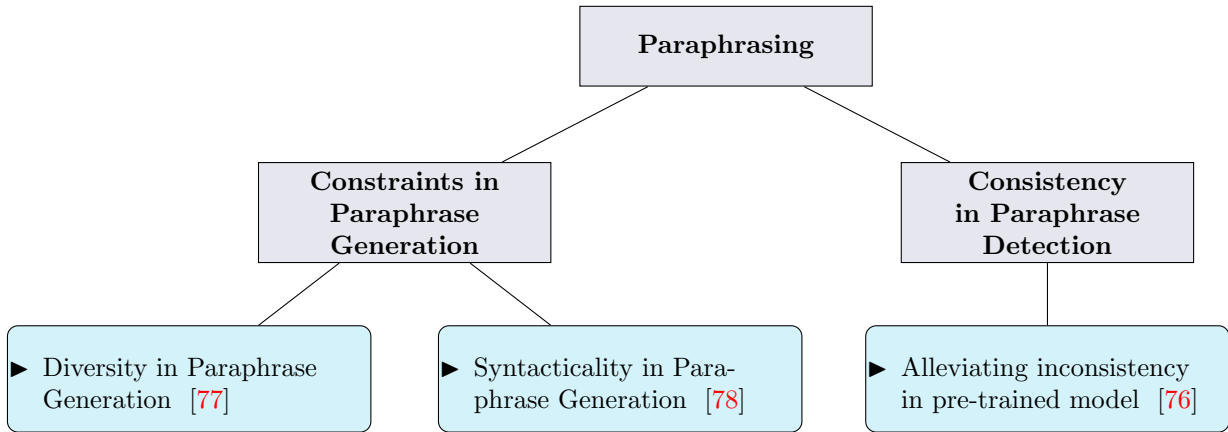 Paraphrasing
Constraints in
Paraphrase
Generation
Consistency
in Paraphrase
Detection
► Diversity in Paraphrase
Generation [77]
► Syntacticality in Para-
phrase Generation [78]
► Alleviating inconsistency
in pre-trained model [76]